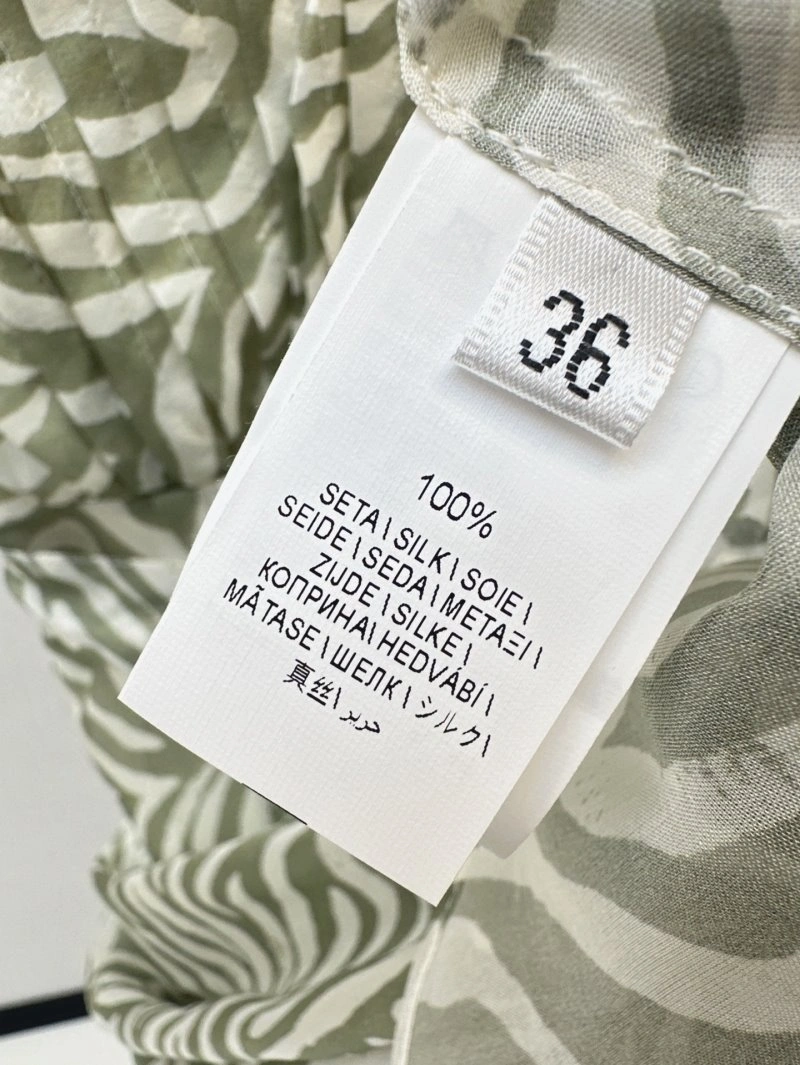 36
100%
SETA \ SILK \ SOIE \
SEIDE \ SEDA \ ΜΕΤΑΞΙ \
ZIJDE \ SILKE \
КОПРИНА \ HEDVÁBÍ \
MÃTASE \ ШЕЛК \ シルク \
真丝 \ حرير